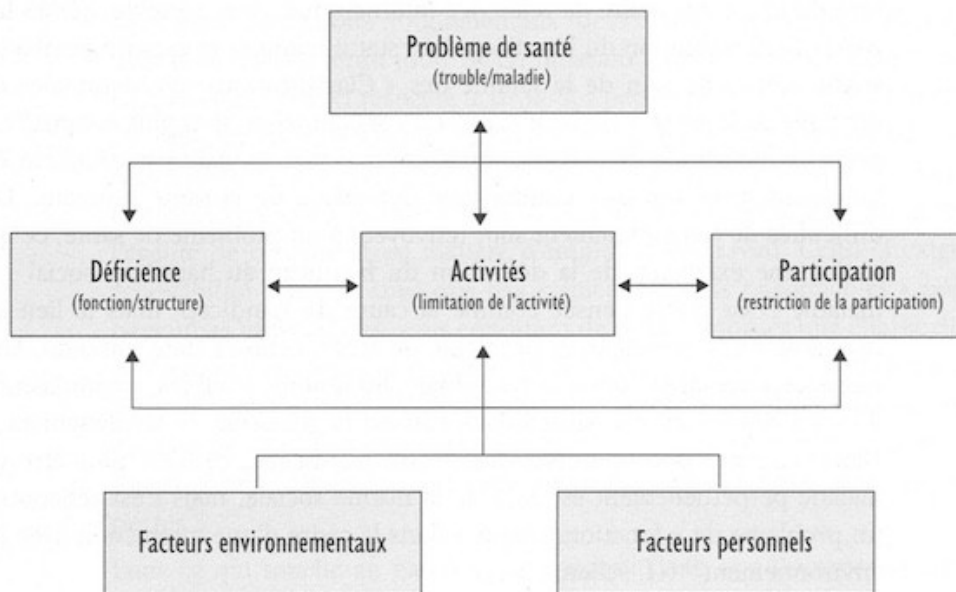 Problème de santé
(trouble/maladie)
Déficience
(fonction/structure)
Activités
(limitation de l'activité)
Participation
(restriction de la participation)
Facteurs environnementaux
Facteurs personnels